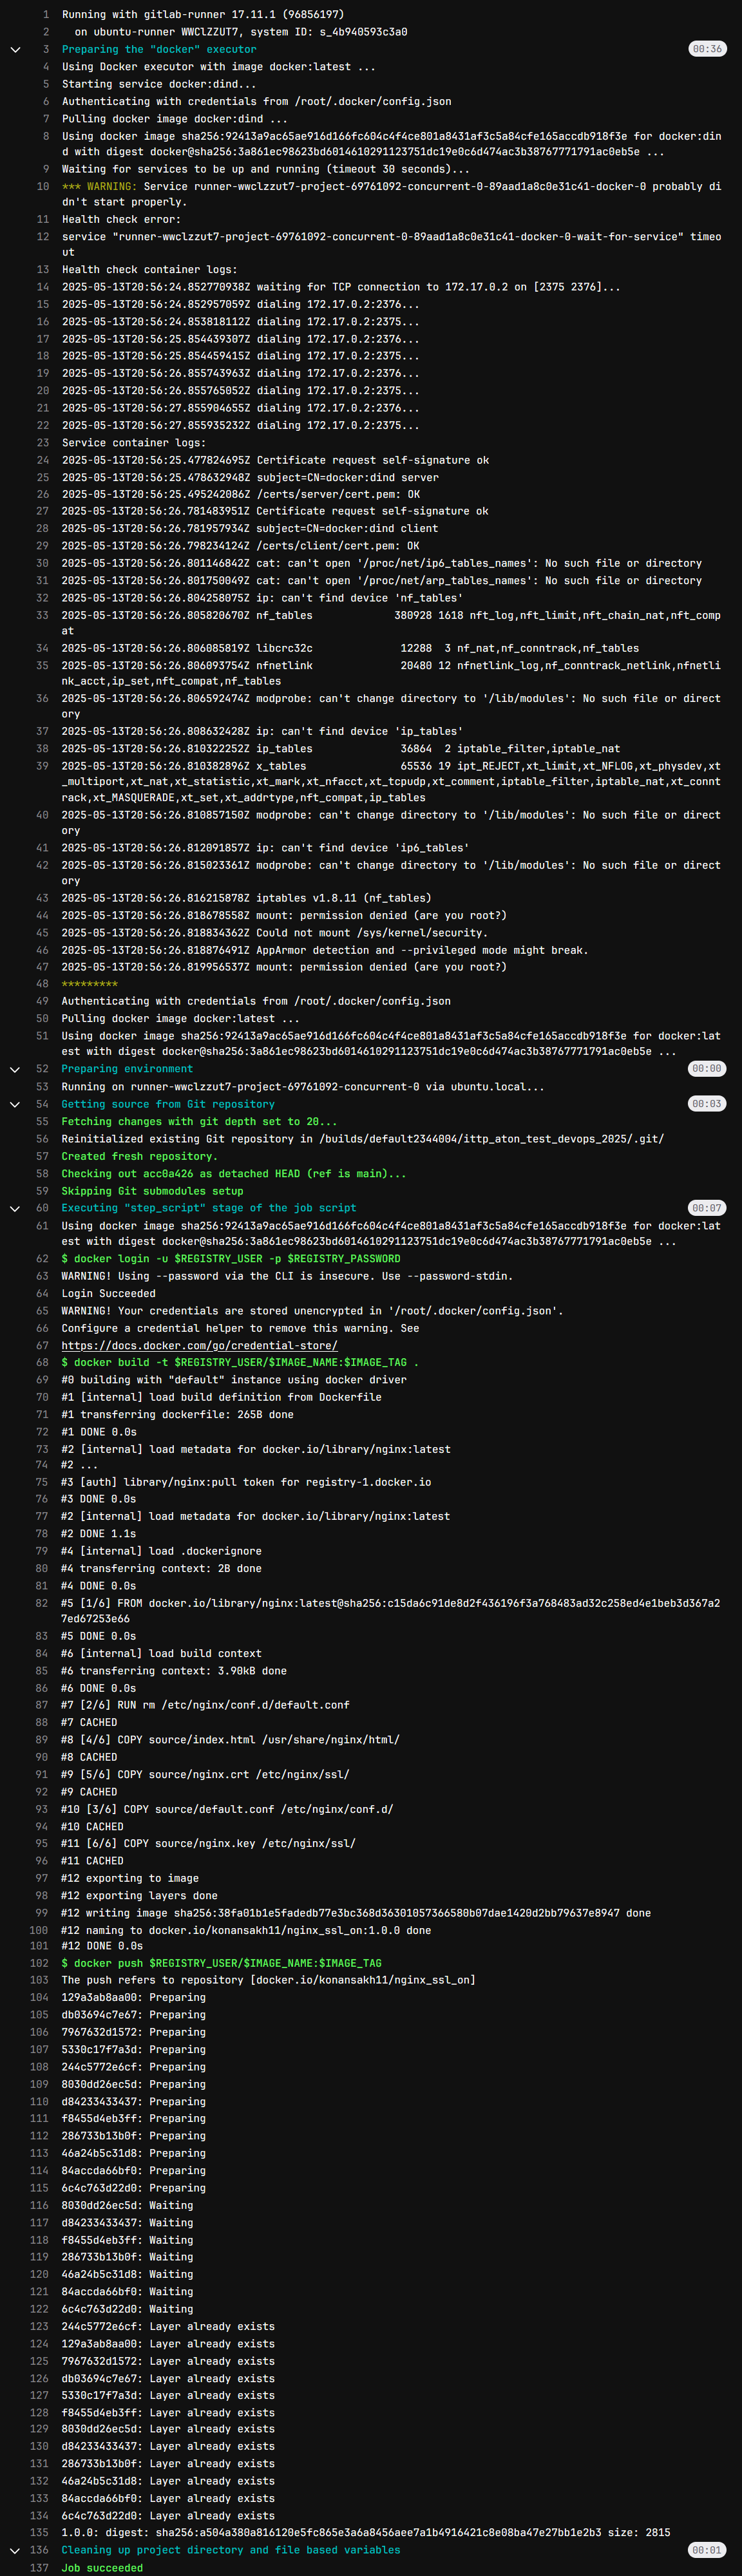 1 Running with gitlab-runner 17.11.1 (96856197)
2 on ubuntu-runner WWClZZUT7, system ID: s_4b940593c3a0
3 Preparing the "docker" executor 00:36
4 Using Docker executor with image docker:latest ...
5 Starting service docker:dind...
6 Authenticating with credentials from /root/.docker/config.json
7 Pulling docker image docker:dind ...
8 Using docker image sha256:92413a9ac65ae916d166fc604c4f4ce801a8431af3c5a84cfe165accdb918f3e for docker:din
d with digest docker@sha256:3a861ec98623bd6014610291123751dc19e0c6d474ac3b38767771791ac0eb5e ...
9 Waiting for services to be up and running (timeout 30 seconds)...
10 *** WARNING: Service runner-wwclzzut7-project-69761092-concurrent-0-89aad1a8c0e31c41-docker-0 probably di
dn't start properly.
11 Health check error:
12 service "runner-wwclzzut7-project-69761092-concurrent-0-89aad1a8c0e31c41-docker-0-wait-for-service" timeo
ut
13 Health check container logs:
14 2025-05-13T20:56:24.852770938Z waiting for TCP connection to 172.17.0.2 on [2375 2376]...
15 2025-05-13T20:56:24.852957059Z dialing 172.17.0.2:2376...
16 2025-05-13T20:56:24.853818112Z dialing 172.17.0.2:2375...
17 2025-05-13T20:56:25.854439307Z dialing 172.17.0.2:2376...
18 2025-05-13T20:56:25.854459415Z dialing 172.17.0.2:2375...
19 2025-05-13T20:56:26.855743963Z dialing 172.17.0.2:2376...
20 2025-05-13T20:56:26.855765052Z dialing 172.17.0.2:2375...
21 2025-05-13T20:56:27.855904655Z dialing 172.17.0.2:2376...
22 2025-05-13T20:56:27.855935232Z dialing 172.17.0.2:2375...
23 Service container logs:
24 2025-05-13T20:56:25.477824695Z Certificate request self-signature ok
25 2025-05-13T20:56:25.478632948Z subject=CN=docker:dind server
26 2025-05-13T20:56:25.495242086Z /certs/server/cert.pem: OK
27 2025-05-13T20:56:26.781483951Z Certificate request self-signature ok
28 2025-05-13T20:56:26.781957934Z subject=CN=docker:dind client
29 2025-05-13T20:56:26.798234124Z /certs/client/cert.pem: OK
30 2025-05-13T20:56:26.801146842Z cat: can't open '/proc/net/ip6_tables_names': No such file or directory
31 2025-05-13T20:56:26.801750049Z cat: can't open '/proc/net/arp_tables_names': No such file or directory
32 2025-05-13T20:56:26.804258075Z ip: can't find device 'nf_tables'
33 2025-05-13T20:56:26.805820670Z nf_tables 380928 1618 nft_log,nft_limit,nft_chain_nat,nft_comp
at
34 2025-05-13T20:56:26.806085819Z libcrc32c 12288 3 nf_nat,nf_conntrack,nf_tables
35 2025-05-13T20:56:26.806093754Z nfnetlink 20480 12 nfnetlink_log,nf_conntrack_netlink,nfnetli
nk_acct,ip_set,nft_compat,nf_tables
36 2025-05-13T20:56:26.806592474Z modprobe: can't change directory to '/lib/modules': No such file or direct
ory
37 2025-05-13T20:56:26.808632428Z ip: can't find device 'ip_tables'
38 2025-05-13T20:56:26.810322252Z ip_tables 36864 2 iptable_filter,iptable_nat
39 2025-05-13T20:56:26.810382896Z x_tables 65536 19 ipt_REJECT,xt_limit,xt_NFLOG,xt_physdev,xt
_multiport,xt_nat,xt_statistic,xt_mark,xt_nfacct,xt_tcpudp,xt_comment,iptable_filter,iptable_nat,xt_connt
rack,xt_MASQUERADE,xt_set,xt_addrtype,nft_compat,ip_tables
40 2025-05-13T20:56:26.810857150Z modprobe: can't change directory to '/lib/modules': No such file or direct
ory
41 2025-05-13T20:56:26.812091857Z ip: can't find device 'ip6_tables'
42 2025-05-13T20:56:26.815023361Z modprobe: can't change directory to '/lib/modules': No such file or direct
ory
43 2025-05-13T20:56:26.816215878Z iptables v1.8.11 (nf_tables)
44 2025-05-13T20:56:26.818678558Z mount: permission denied (are you root?)
45 2025-05-13T20:56:26.818834362Z Could not mount /sys/kernel/security.
46 2025-05-13T20:56:26.818876491Z AppArmor detection and --privileged mode might break.
47 2025-05-13T20:56:26.819956537Z mount: permission denied (are you root?)
48 *********
49 Authenticating with credentials from /root/.docker/config.json
50 Pulling docker image docker:latest ...
51 Using docker image sha256:92413a9ac65ae916d166fc604c4f4ce801a8431af3c5a84cfe165accdb918f3e for docker:lat
est with digest docker@sha256:3a861ec98623bd6014610291123751dc19e0c6d474ac3b38767771791ac0eb5e ...
52 Preparing environment 00:00
53 Running on runner-wwclzzut7-project-69761092-concurrent-0 via ubuntu.local...
54 Getting source from Git repository 00:03
55 Fetching changes with git depth set to 20...
56 Reinitialized existing Git repository in /builds/default2344004/ittp_aton_test_devops_2025/.git/
57 Created fresh repository.
58 Checking out acc0a426 as detached HEAD (ref is main)...
59 Skipping Git submodules setup
60 Executing "step_script" stage of the job script 00:07
61 Using docker image sha256:92413a9ac65ae916d166fc604c4f4ce801a8431af3c5a84cfe165accdb918f3e for docker:lat
est with digest docker@sha256:3a861ec98623bd6014610291123751dc19e0c6d474ac3b38767771791ac0eb5e ...
62 $ docker login -u $REGISTRY_USER -p $REGISTRY_PASSWORD
63 WARNING! Using --password via the CLI is insecure. Use --password-stdin.
64 Login Succeeded
65 WARNING! Your credentials are stored unencrypted in '/root/.docker/config.json'.
66 Configure a credential helper to remove this warning. See
67 https://docs.docker.com/go/credential-store/
68 $ docker build -t $REGISTRY_USER/$IMAGE_NAME:$IMAGE_TAG .
69 #0 building with "default" instance using docker driver
70 #1 [internal] load build definition from Dockerfile
71 #1 transferring dockerfile: 265B done
72 #1 DONE 0.0s
73 #2 [internal] load metadata for docker.io/library/nginx:latest
74 #2 ...
75 #3 [auth] library/nginx:pull token for registry-1.docker.io
76 #3 DONE 0.0s
77 #2 [internal] load metadata for docker.io/library/nginx:latest
78 #2 DONE 1.1s
79 #4 [internal] load .dockerignore
80 #4 transferring context: 2B done
81 #4 DONE 0.0s
82 #5 [1/6] FROM docker.io/library/nginx:latest@sha256:c15da6c91de8d2f436196f3a768483ad32c258ed4e1beb3d367a2
7ed67253e66
83 #5 DONE 0.0s
84 #6 [internal] load build context
85 #6 transferring context: 3.90kB done
86 #6 DONE 0.0s
87 #7 [2/6] RUN rm /etc/nginx/conf.d/default.conf
88 #7 CACHED
89 #8 [4/6] COPY source/index.html /usr/share/nginx/html/
90 #8 CACHED
91 #9 [5/6] COPY source/nginx.crt /etc/nginx/ssl/
92 #9 CACHED
93 #10 [3/6] COPY source/default.conf /etc/nginx/conf.d/
94 #10 CACHED
95 #11 [6/6] COPY source/nginx.key /etc/nginx/ssl/
96 #11 CACHED
97 #12 exporting to image
98 #12 exporting layers done
99 #12 writing image sha256:38fa01b1e5fadedb77e3bc368d36301057366580b07dae1420d2bb79637e8947 done
100 #12 naming to docker.io/konansakh11/nginx_ssl_on:1.0.0 done
101 #12 DONE 0.0s
102 $ docker push $REGISTRY_USER/$IMAGE_NAME:$IMAGE_TAG
103 The push refers to repository [docker.io/konansakh11/nginx_ssl_on]
104 129a3ab8aa00: Preparing
105 db03694c7e67: Preparing
106 7967632d1572: Preparing
107 5330c17f7a3d: Preparing
108 244c5772e6cf: Preparing
109 8030dd26ec5d: Preparing
110 d84233433437: Preparing
111 f8455d4eb3ff: Preparing
112 286733b13b0f: Preparing
113 46a24b5c31d8: Preparing
114 84accda66bf0: Preparing
115 6c4c763d22d0: Preparing
116 8030dd26ec5d: Waiting
117 d84233433437: Waiting
118 f8455d4eb3ff: Waiting
119 286733b13b0f: Waiting
120 46a24b5c31d8: Waiting
121 84accda66bf0: Waiting
122 6c4c763d22d0: Waiting
123 244c5772e6cf: Layer already exists
124 129a3ab8aa00: Layer already exists
125 7967632d1572: Layer already exists
126 db03694c7e67: Layer already exists
127 5330c17f7a3d: Layer already exists
128 f8455d4eb3ff: Layer already exists
129 8030dd26ec5d: Layer already exists
130 d84233433437: Layer already exists
131 286733b13b0f: Layer already exists
132 46a24b5c31d8: Layer already exists
133 84accda66bf0: Layer already exists
134 6c4c763d22d0: Layer already exists
135 1.0.0: digest: sha256:a504a380a816120e5fc865e3a6a8456aee7a1b4916421c8e08ba47e27bb1e2b3 size: 2815
136 Cleaning up project directory and file based variables 00:01
137 Job succeeded